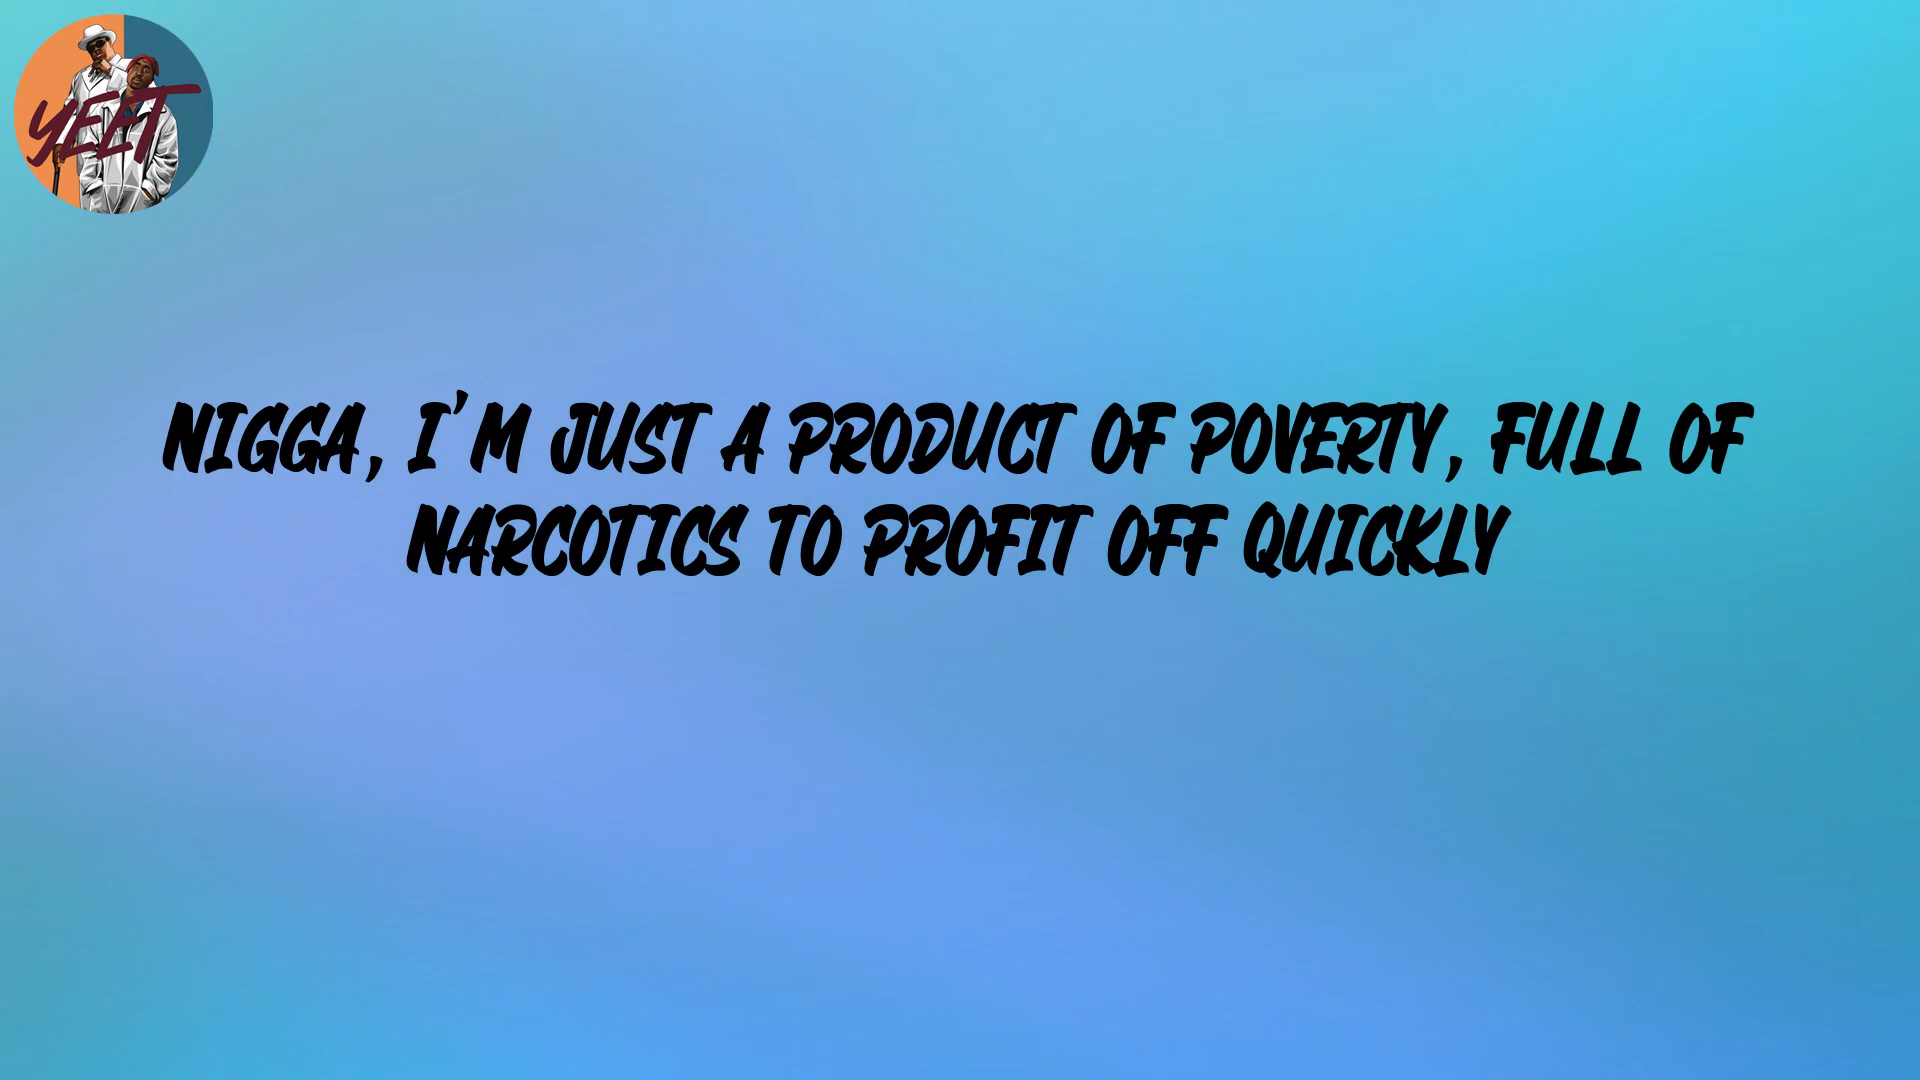 YEET
NIGGA, I'M JUST A PRODUCT OF POVERTY, FULL OF
NARCOTICS TO PROFIT OFF QUICKLY